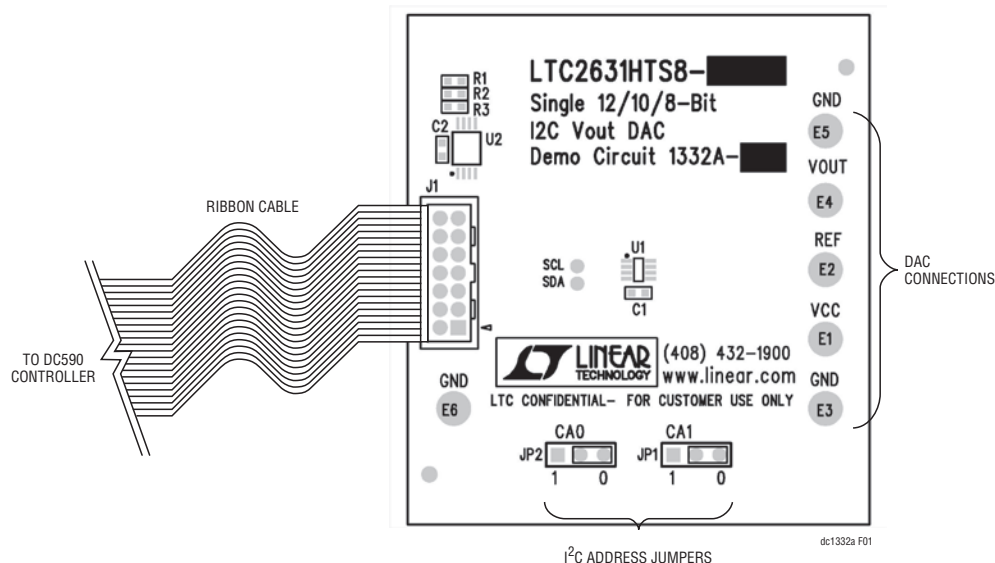 LTC2631HTS8-
Single 12/10/8-Bit
I2C Vout DAC
Demo Circuit 1332A-
R1
R2
R3
C2
U2
J1
RIBBON CABLE
TO DC590
CONTROLLER
GND
E5
VOUT
E4
REF
E2
VCC
E1
GND
E3
DAC
CONNECTIONS
U1
SCL
SDA
C1
LINEAR
TECHNOLOGY
(408) 432-1900
www.linear.com
LTC CONFIDENTIAL- FOR CUSTOMER USE ONLY
GND
E6
CA0
JP2
1 0
CA1
JP1
1 0
I2C ADDRESS JUMPERS
dc1332a F01